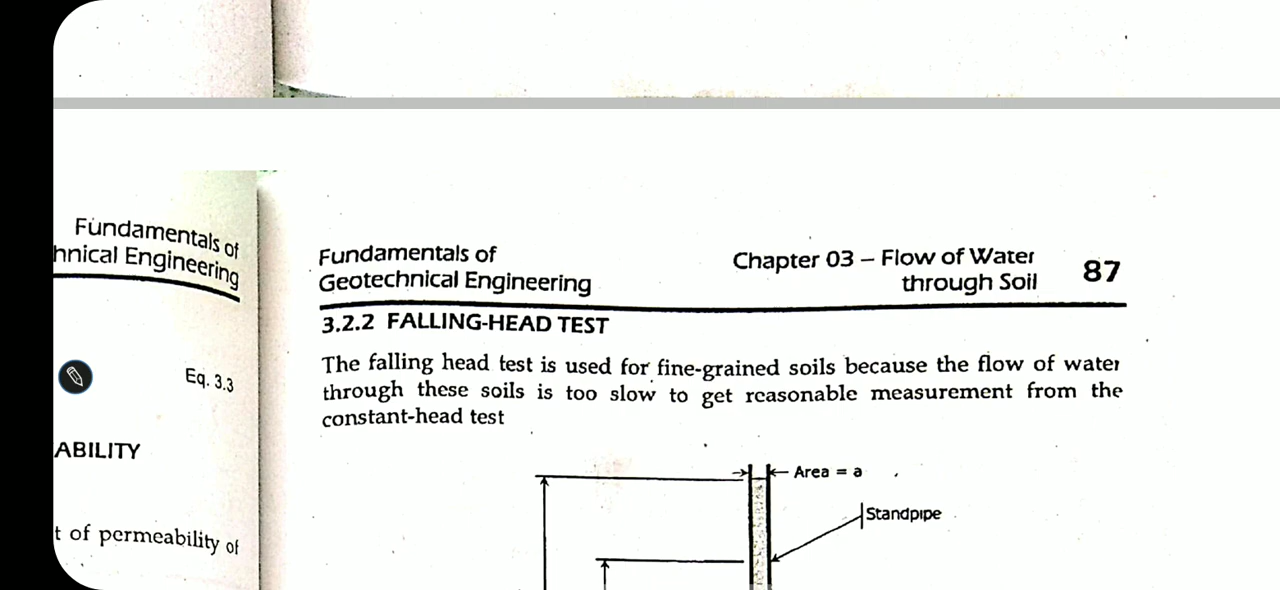 Fundamentals of
hnical Engineering
Eq. 3.3
ABILITY
t of permeability of
Fundamentals of
Geotechnical Engineering
Chapter 03 – Flow of Water
through Soil
87
3.2.2 FALLING-HEAD TEST
The falling head test is used for fine-grained soils because the flow of water
through these soils is too slow to get reasonable measurement from the
constant-head test
Area = a
Standpipe